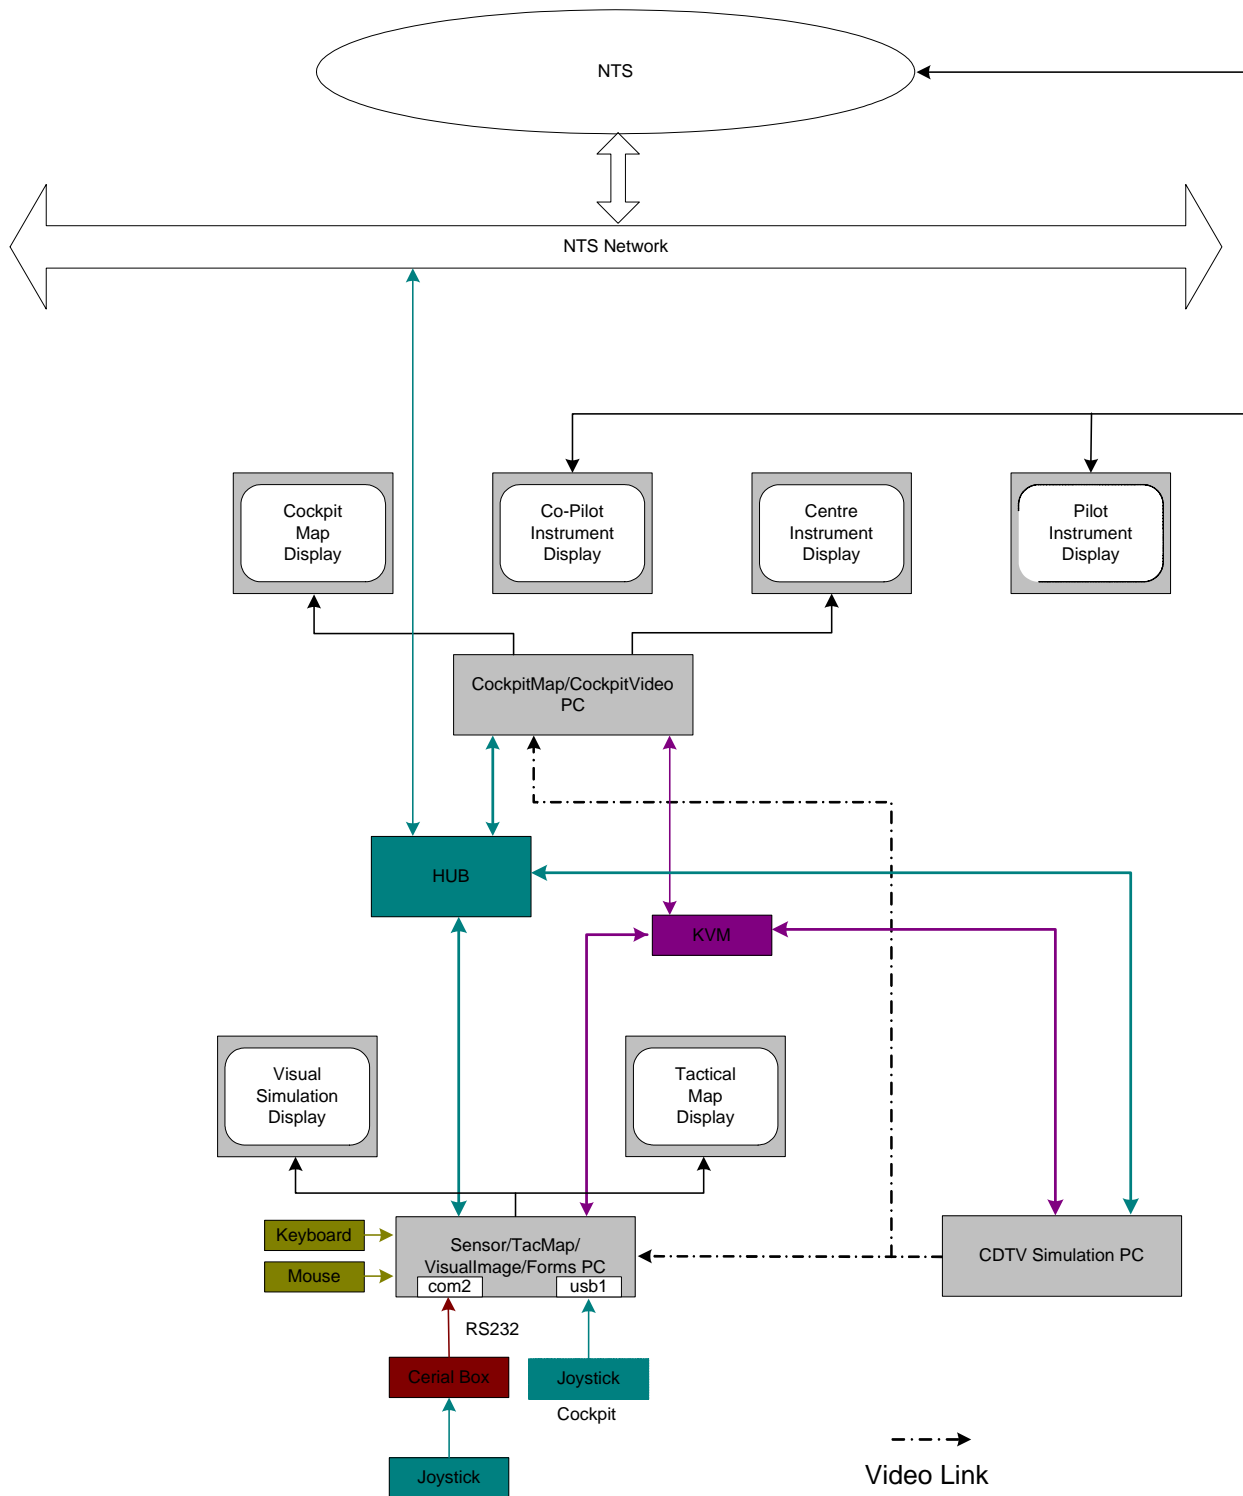 NTS
NTS Network
Cockpit
Map
Display
Co-Pilot
Instrument
Display
Centre
Instrument
Display
Pilot
Instrument
Display
CockpitMap/CockpitVideo
PC
HUB
KVM
Visual
Simulation
Display
Tactical
Map
Display
Keyboard
Mouse
Sensor/TacMap/
VisualImage/Forms PC
com2
usb1
CDTV Simulation PC
RS232
Cerial Box
Joystick
Cockpit
Joystick
Video Link